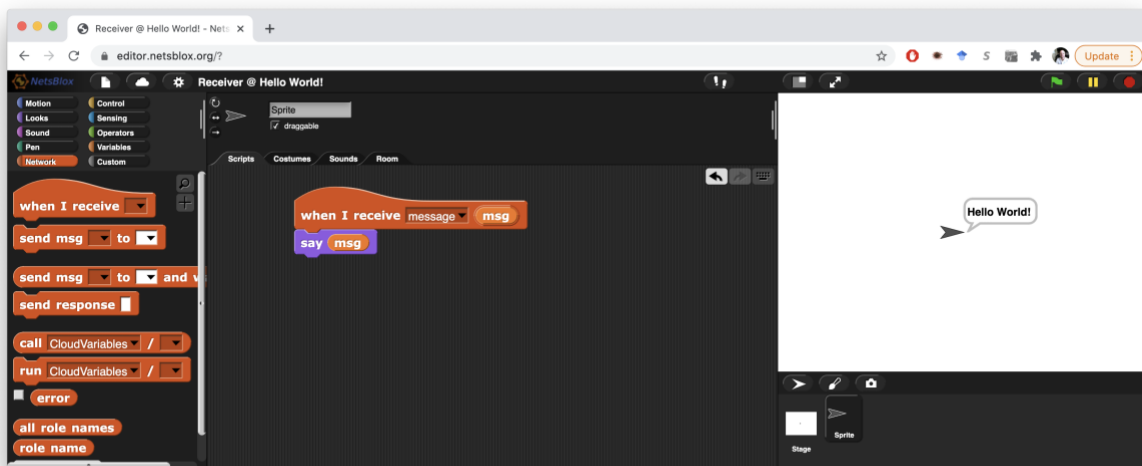 Receiver @ Hello World! - Nets
editor.netsblox.org/?
Update
NetsBlox
Receiver @ Hello World!
Motion
Control
Looks
Sensing
Sound
Operators
Pen
Variables
Network
Custom
Sprite
draggable
Scripts Costumes Sounds Room
when I receive
send msg to
send msg to and w
send response
call CloudVariables /
run CloudVariables /
error
all role names
role name
when I receive message msg
say msg
Hello World!
Stage
Sprite